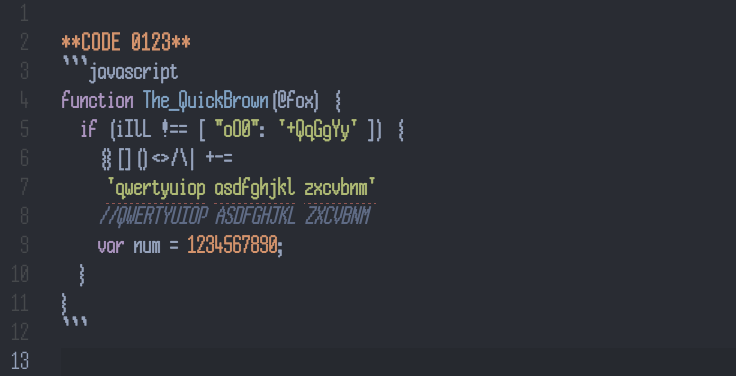 1
2 **CODE 0123**
3 ```javascript
4 function The_QuickBrown(@fox) {
5 if (iIlL !== [ "oO0": '+QqGgYy' ]) {
6 {}[]()<>/\| +-=
7 'qwertyuiop asdfghjkl zxcvbnm'
8 //QWERTYUIOP ASDFGHJKL ZXCVBNM
9 var num = 1234567890;
10 }
11 }
12 ```
13